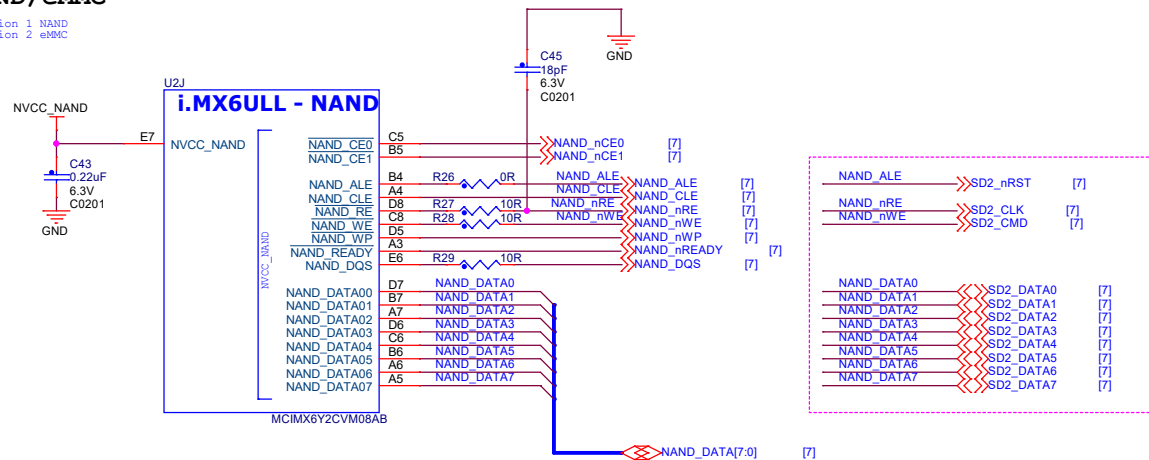 ion 1 NAND
ion 2 eMMC
C45
18pF
6.3V
C0201
GND
U2J
i.MX6ULL - NAND
NVCC_NAND
E7
NVCC_NAND
C43
0.22uF
6.3V
C0201
GND
NVCC_NAND
NAND_CE0
C5
NAND_nCE0
[7]
NAND_CE1
B5
NAND_nCE1
[7]
NAND_ALE
B4
R26
0R
NAND_ALE
NAND_ALE
[7]
NAND_CLE
A4
NAND_CLE
NAND_CLE
[7]
NAND_RE
D8
R27
10R
NAND_nRE
NAND_nRE
[7]
NAND_WE
C8
R28
10R
NAND_nWE
NAND_nWE
[7]
NAND_WP
D5
NAND_nWP
[7]
NAND_READY
A3
NAND_nREADY
[7]
NAND_DQS
E6
R29
10R
NAND_DQS
[7]
NAND_DATA00
D7
NAND_DATA0
NAND_DATA01
B7
NAND_DATA1
NAND_DATA02
A7
NAND_DATA2
NAND_DATA03
D6
NAND_DATA3
NAND_DATA04
C6
NAND_DATA4
NAND_DATA05
B6
NAND_DATA5
NAND_DATA06
A6
NAND_DATA6
NAND_DATA07
A5
NAND_DATA7
MCIMX6Y2CVM08AB
NAND_DATA[7:0]
[7]
NAND_ALE
SD2_nRST
[7]
NAND_nRE
SD2_CLK
[7]
NAND_nWE
SD2_CMD
[7]
NAND_DATA0
SD2_DATA0
[7]
NAND_DATA1
SD2_DATA1
[7]
NAND_DATA2
SD2_DATA2
[7]
NAND_DATA3
SD2_DATA3
[7]
NAND_DATA4
SD2_DATA4
[7]
NAND_DATA5
SD2_DATA5
[7]
NAND_DATA6
SD2_DATA6
[7]
NAND_DATA7
SD2_DATA7
[7]